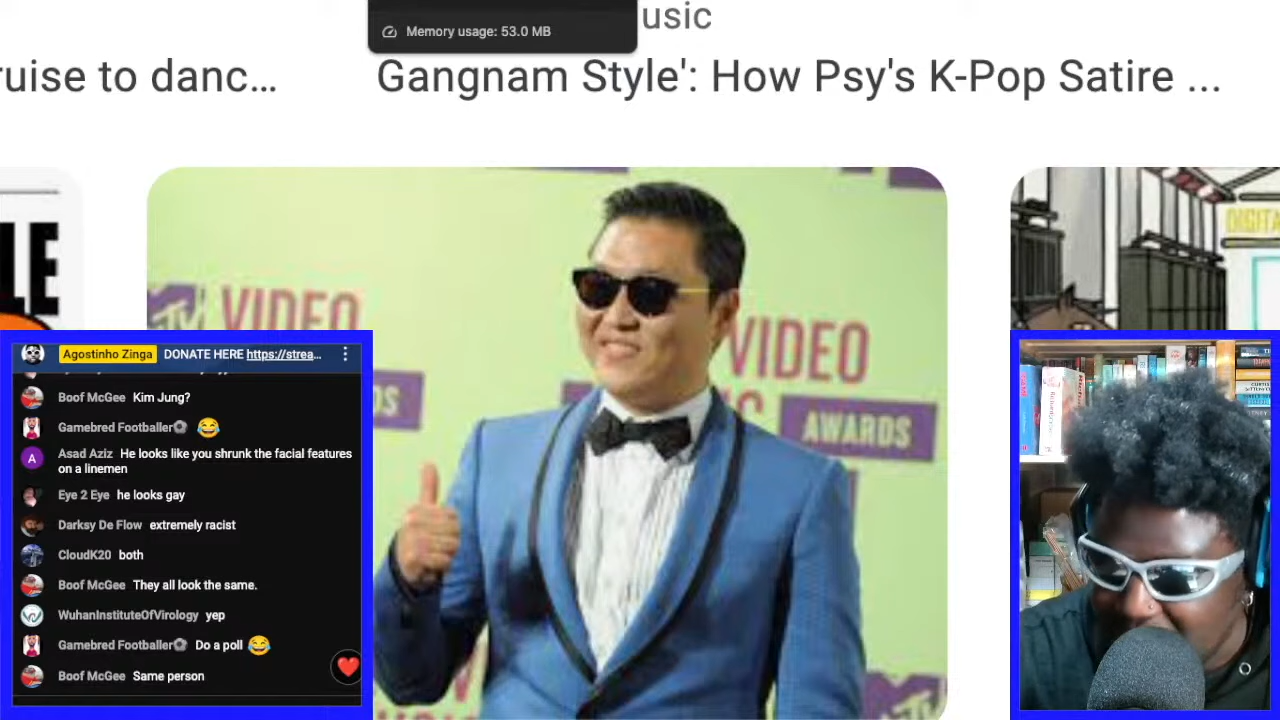 usic
Memory usage: 53.0 MB
ruise to danc...
Gangnam Style': How Psy's K-Pop Satire ...
LE
VIDEO
VIDEO
AWARDS
DIGITA
Agostinho Zinga DONATE HERE https://strea...
Boof McGee Kim Jung?
Gamebred Footballer⚽ 😂
A Asad Aziz He looks like you shrunk the facial features
on a linemen
Eye 2 Eye he looks gay
Darksy De Flow extremely racist
CloudK20 both
Boof McGee They all look the same.
WuhanInstituteOfVirology yep
Gamebred Footballer⚽ Do a poll 😂
Boof McGee Same person